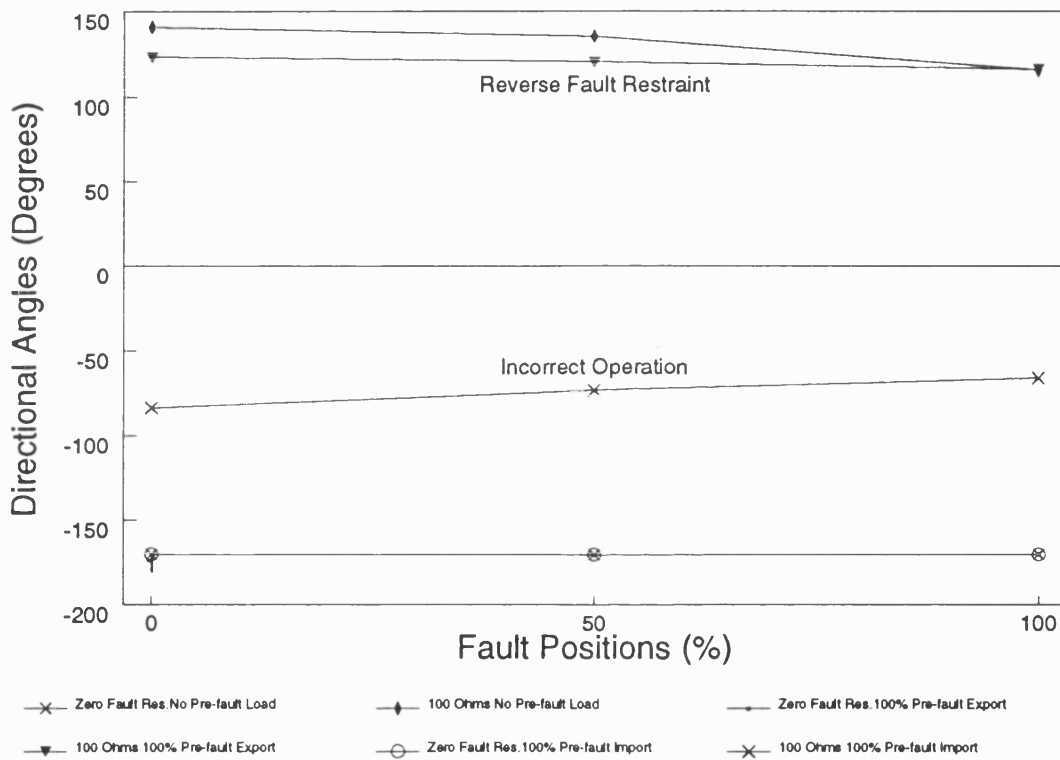 150
100
50
0
-50
-100
-150
-200
Directional Angles (Degrees)
Reverse Fault Restraint
Incorrect Operation
0 50 100
Fault Positions (%)
Zero Fault Res.No Pre-fault Load
100 Ohms No Pre-fault Load
Zero Fault Res.100% Pre-fault Export
100 Ohms 100% Pre-fault Export
Zero Fault Res.100% Pre-fault Import
100 Ohms 100% Pre-fault Import